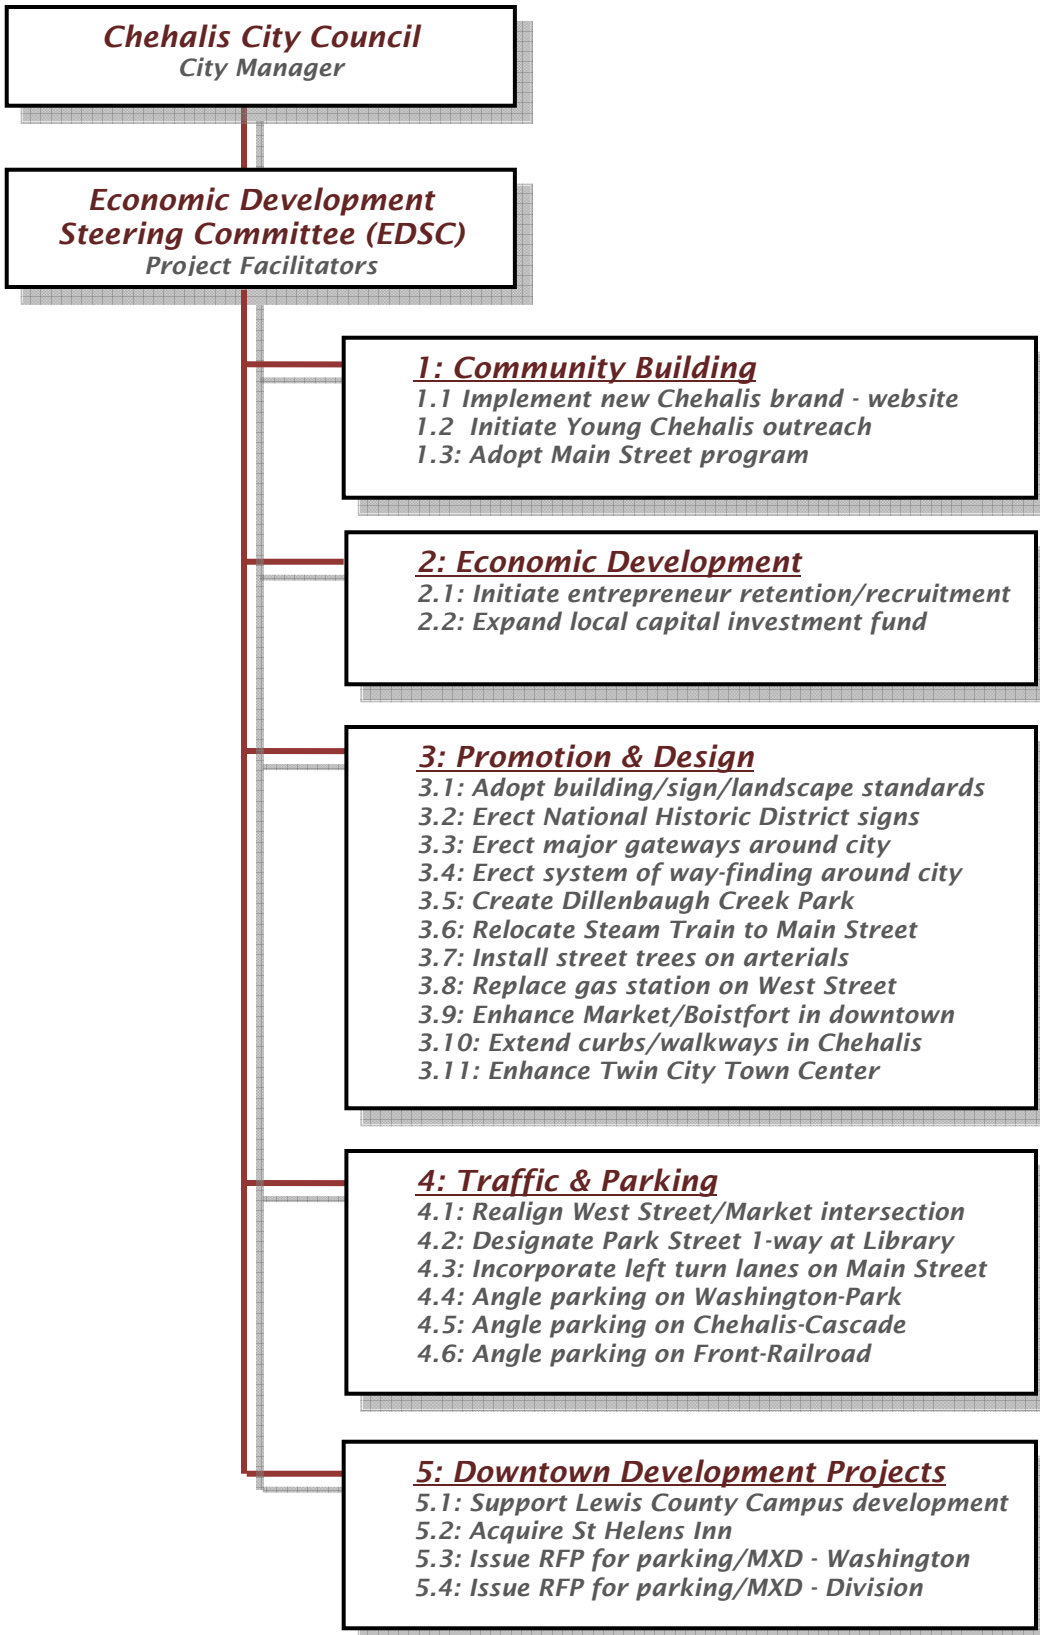 Chehalis City Council
City Manager
Economic Development
Steering Committee (EDSC)
Project Facilitators
1: Community Building
1.1 Implement new Chehalis brand - website
1.2 Initiate Young Chehalis outreach
1.3: Adopt Main Street program
2: Economic Development
2.1: Initiate entrepreneur retention/recruitment
2.2: Expand local capital investment fund
3: Promotion & Design
3.1: Adopt building/sign/landscape standards
3.2: Erect National Historic District signs
3.3: Erect major gateways around city
3.4: Erect system of way-finding around city
3.5: Create Dillenbaugh Creek Park
3.6: Relocate Steam Train to Main Street
3.7: Install street trees on arterials
3.8: Replace gas station on West Street
3.9: Enhance Market/Boistfort in downtown
3.10: Extend curbs/walkways in Chehalis
3.11: Enhance Twin City Town Center
4: Traffic & Parking
4.1: Realign West Street/Market intersection
4.2: Designate Park Street 1-way at Library
4.3: Incorporate left turn lanes on Main Street
4.4: Angle parking on Washington-Park
4.5: Angle parking on Chehalis-Cascade
4.6: Angle parking on Front-Railroad
5: Downtown Development Projects
5.1: Support Lewis County Campus development
5.2: Acquire St Helens Inn
5.3: Issue RFP for parking/MXD - Washington
5.4: Issue RFP for parking/MXD - Division